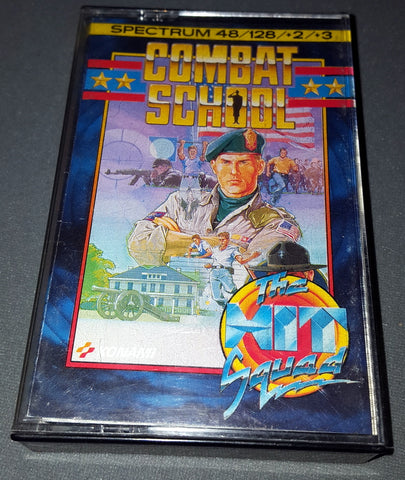 SPECTRUM 48/128/+2/+3
COMBAT
SCHOOL
KONAMI
The
HIT
Squad